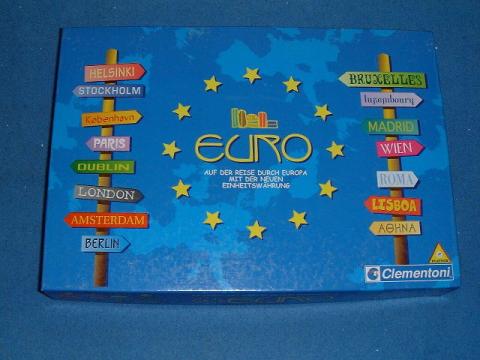 HELSINKI
STOCKHOLM
København
PARIS
DUBLIN
LONDON
AMSTERDAM
BERLIN
EURO
AUF DER REISE DURCH EUROPA
MIT DER NEUEN
EINHEITSWÄHRUNG
BRUXELLES
Luxembourg
MADRID
WIEN
ROMA
LISBOA
AΘHNA
Clementoni